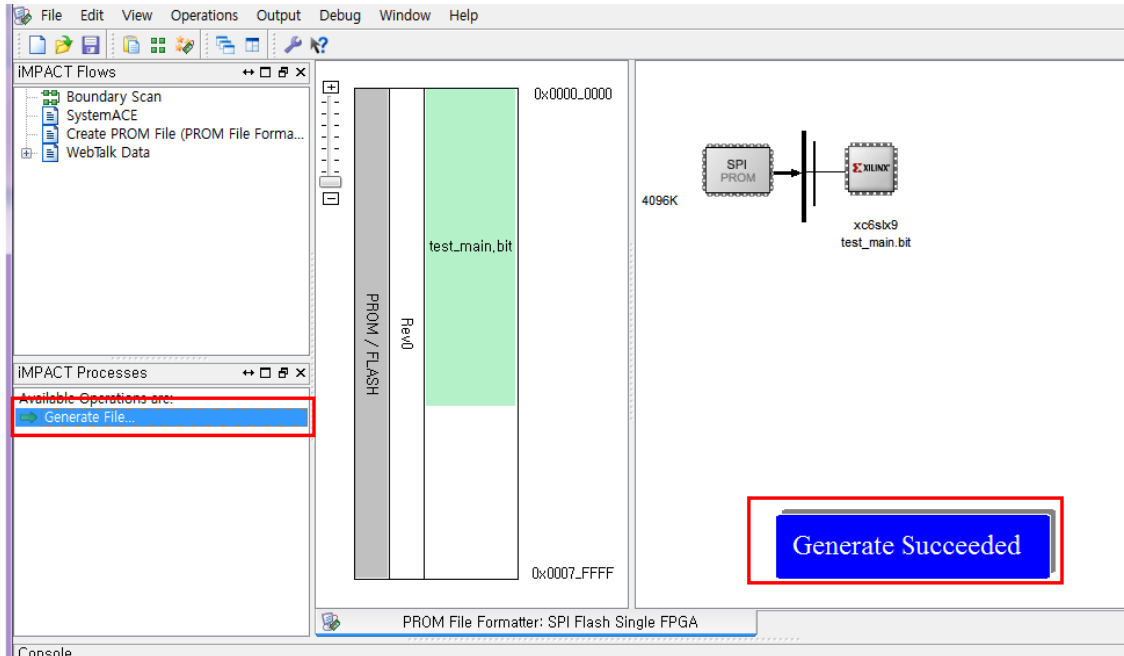 File Edit View Operations Output Debug Window Help
iMPACT Flows
Boundary Scan
SystemACE
Create PROM File (PROM File Forma...
WebTalk Data
iMPACT Processes
Available Operations are:
Generate File...
0x0000_0000
test_main,bit
PROM / FLASH
Rev0
0x0007_FFFF
SPI
PROM
4096K
XILINX
xc6slx9
test_main.bit
Generate Succeeded
PROM File Formatter: SPI Flash Single FPGA
Console